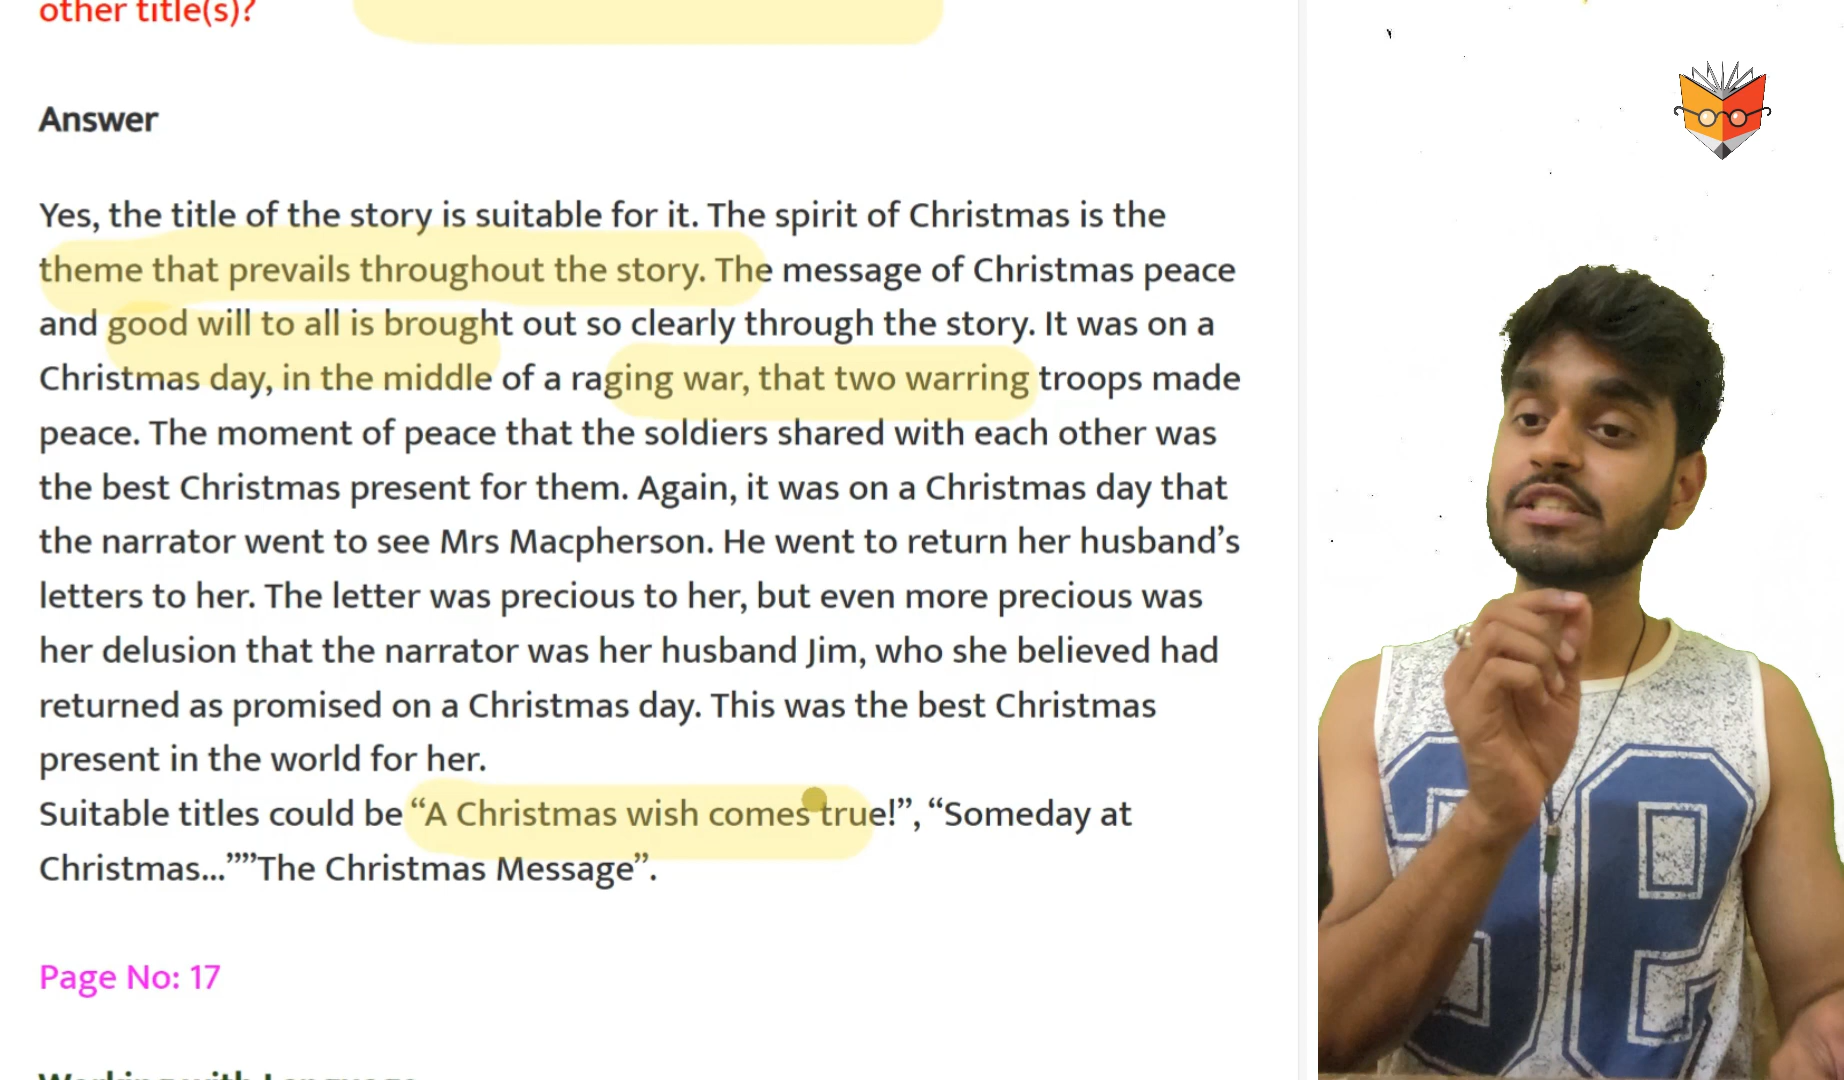 other title(s)?
Answer
Yes, the title of the story is suitable for it. The spirit of Christmas is the
theme that prevails throughout the story. The message of Christmas peace
and good will to all is brought out so clearly through the story. It was on a
Christmas day, in the middle of a raging war, that two warring troops made
peace. The moment of peace that the soldiers shared with each other was
the best Christmas present for them. Again, it was on a Christmas day that
the narrator went to see Mrs Macpherson. He went to return her husband’s
letters to her. The letter was precious to her, but even more precious was
her delusion that the narrator was her husband Jim, who she believed had
returned as promised on a Christmas day. This was the best Christmas
present in the world for her.
Suitable titles could be “A Christmas wish comes true!”, “Someday at
Christmas...””"The Christmas Message”.
Page No: 17
Working with Language